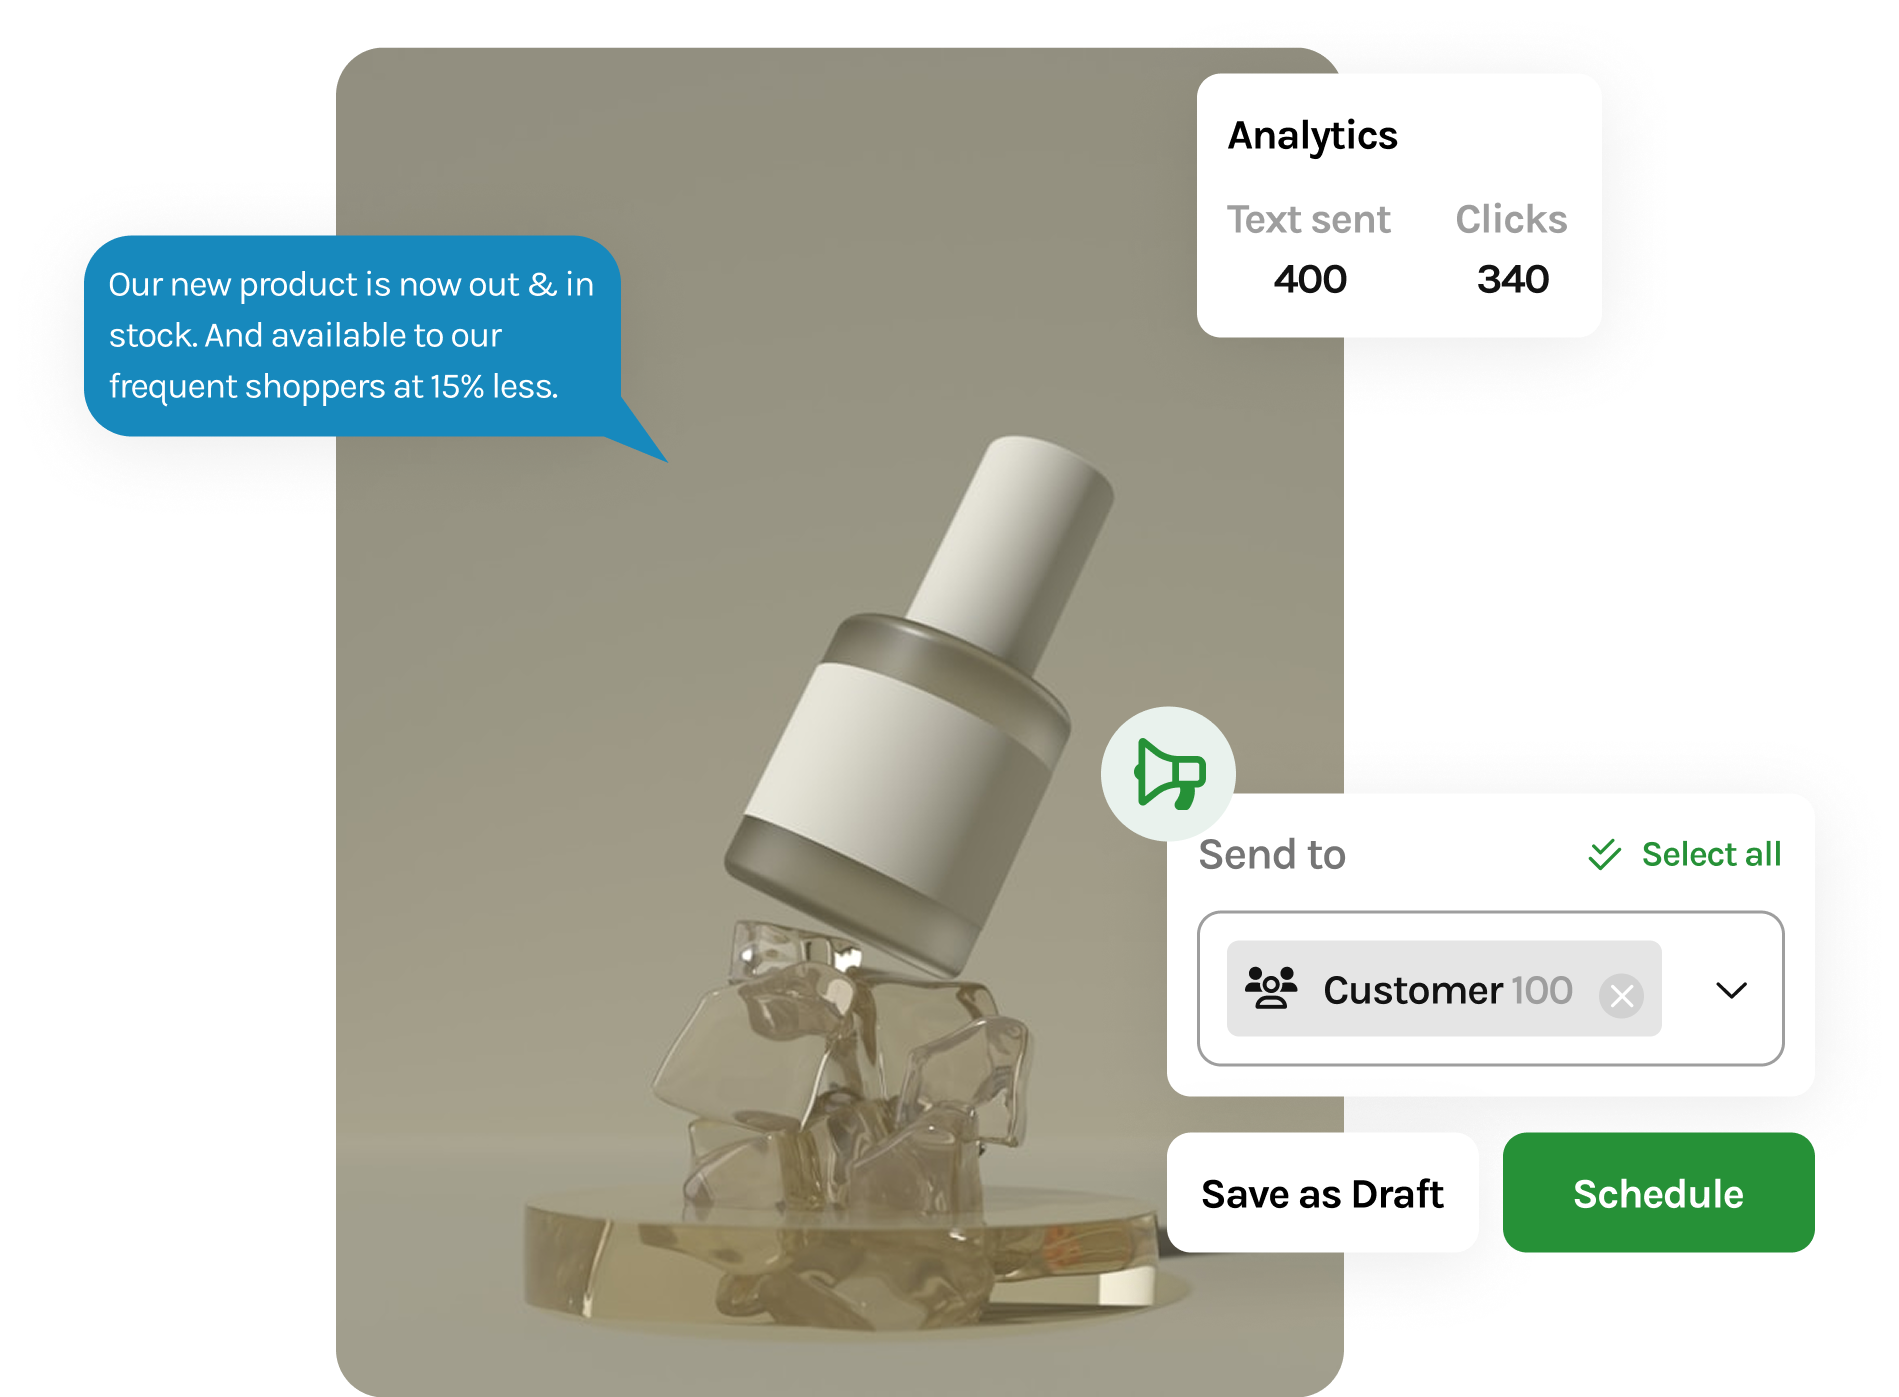 Analytics
Text sent Clicks
400 340
Our new product is now out & in
stock. And available to our
frequent shoppers at 15% less.
Send to Select all
Customer 100
Save as Draft Schedule